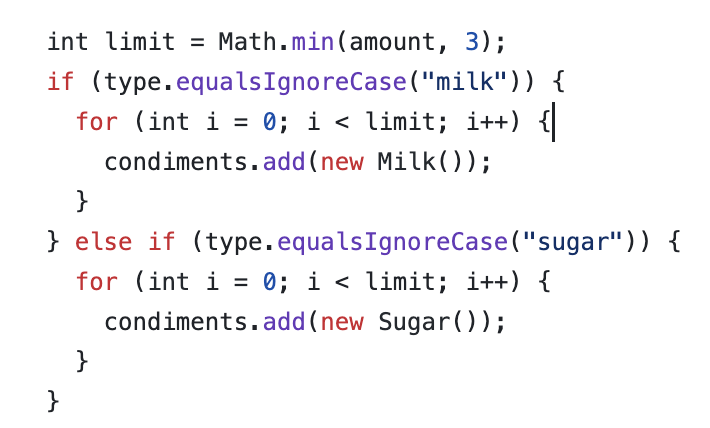 int limit = Math.min(amount, 3);
if (type.equalsIgnoreCase("milk")) {
  for (int i = 0; i < limit; i++) {
    condiments.add(new Milk());
  }
} else if (type.equalsIgnoreCase("sugar")) {
  for (int i = 0; i < limit; i++) {
    condiments.add(new Sugar());
  }
}